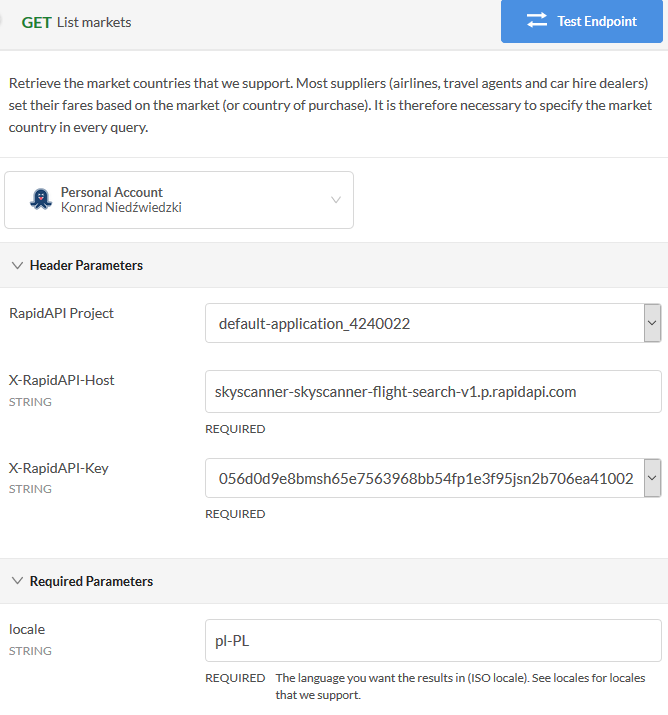 GET List markets
Test Endpoint
Retrieve the market countries that we support. Most suppliers (airlines, travel agents and car hire dealers)
set their fares based on the market (or country of purchase). It is therefore necessary to specify the market
country in every query.
Personal Account
Konrad Niedźwiedzki
Header Parameters
RapidAPI Project
default-application_4240022
X-RapidAPI-Host
STRING
skyscanner-skyscanner-flight-search-v1.p.rapidapi.com
REQUIRED
X-RapidAPI-Key
STRING
056d0d9e8bmsh65e7563968bb54fp1e3f95jsn2b706ea41002
REQUIRED
Required Parameters
locale
STRING
pl-PL
REQUIRED The language you want the results in (ISO locale). See locales for locales
that we support.